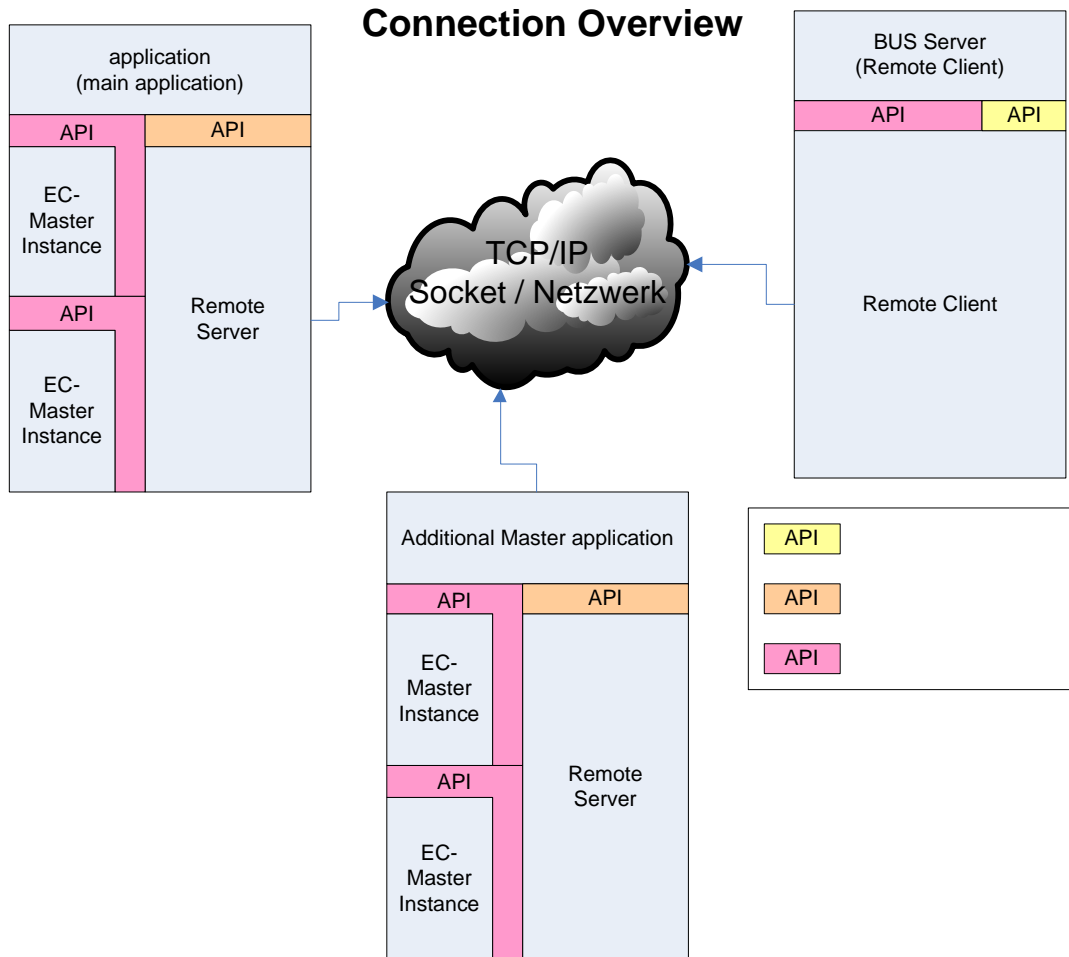 Connection Overview
application
(main application)
API
API
EC-
Master
Instance
API
EC-
Master
Instance
Remote
Server
TCP/IP
Socket / Netzwerk
BUS Server
(Remote Client)
API
API
Remote Client
Additional Master application
API
API
EC-
Master
Instance
API
EC-
Master
Instance
Remote
Server
API
API
API